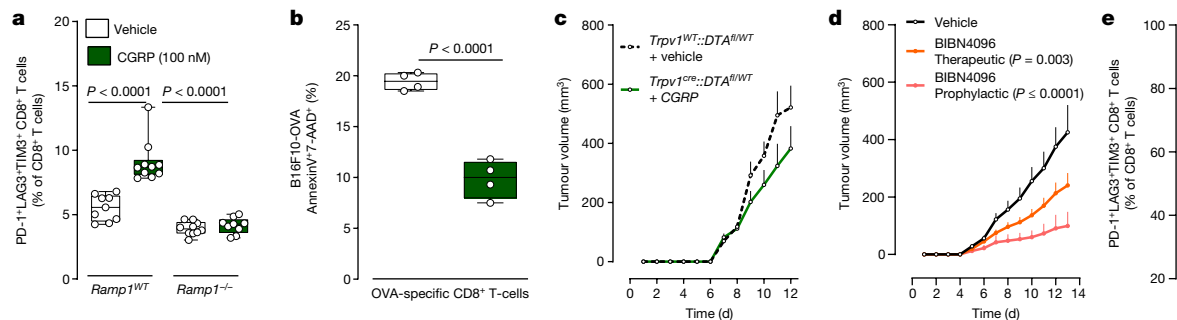 a
PD-1⁺LAG3⁺TIM3⁺ CD8⁺ T cells
(% of CD8⁺ T cells)
20
15
10
5
0
Vehicle
CGRP (100 nM)
P < 0.0001
P < 0.0001
Ramp1ᵂᵀ
Ramp1⁻/⁻
b
B16F10-OVA
AnnexinV⁺7-AAD⁺ (%)
25
20
15
10
5
0
P < 0.0001
OVA-specific CD8⁺ T-cells
c
Tumour volume (mm³)
800
600
400
200
0
Trpv1ᵂᵀ::DTAᶠˡ/ᵂᵀ
+ vehicle
Trpv1ᶜʳᵉ::DTAᶠˡ/ᵂᵀ
+ CGRP
0 2 4 6 8 10 12
Time (d)
d
Tumour volume (mm³)
800
600
400
200
0
Vehicle
BIBN4096
Therapeutic (P = 0.003)
BIBN4096
Prophylactic (P ≤ 0.0001)
0 2 4 6 8 10 12 14
Time (d)
e
PD-1⁺LAG3⁺TIM3⁺ CD8⁺ T cells
(% of CD8⁺ T cells)
100
80
60
40
20